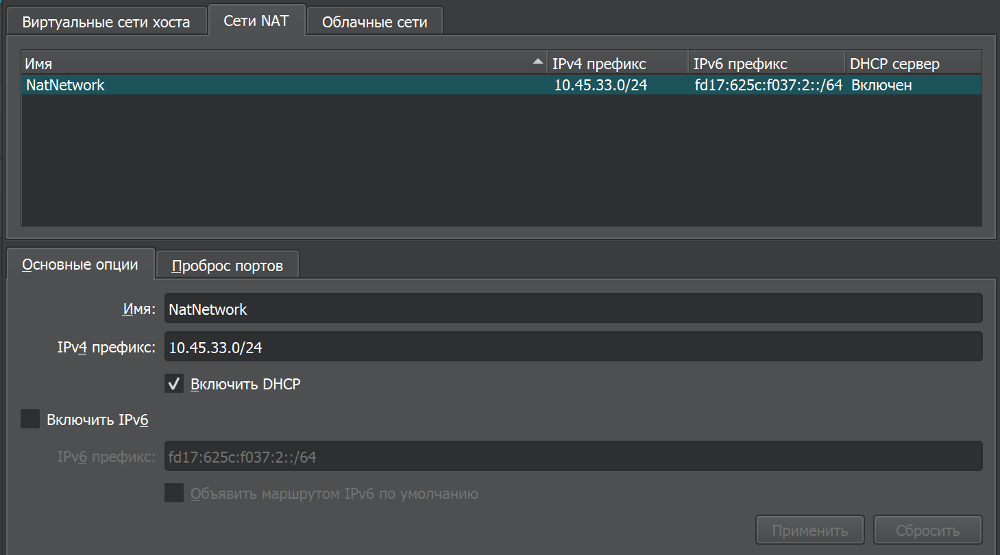 Виртуальные сети хоста Сети NAT Облачные сети
Имя IPv4 префикс IPv6 префикс DHCP сервер
NatNetwork 10.45.33.0/24 fd17:625c:f037:2::/64 Включен
Основные опции Проброс портов
Имя: NatNetwork
IPv4 префикс: 10.45.33.0/24
Включить DHCP
Включить IPv6
IPv6 префикс: fd17:625c:f037:2::/64
Объявить маршрутом IPv6 по умолчанию
Применить Сбросить